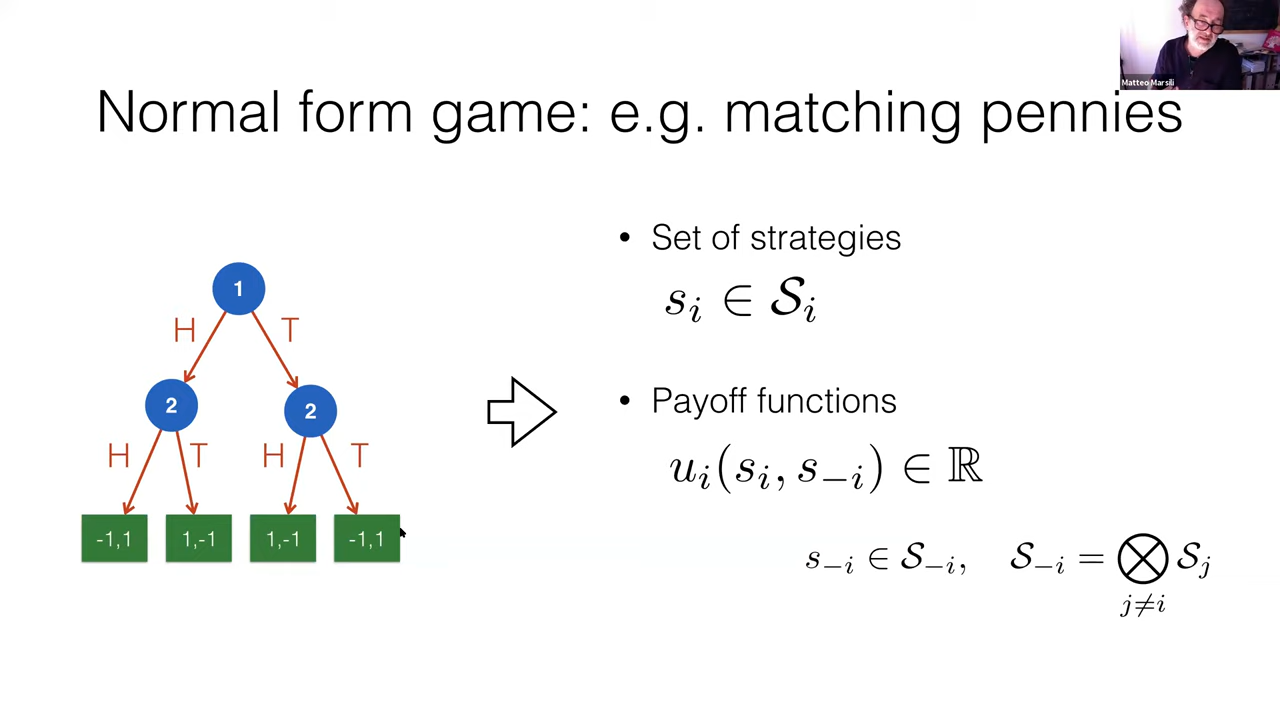 Matteo Marsili
Normal form game: e.g. matching pennies
1
H T
2 2
H T H T
-1,1 1,-1 1,-1 -1,1
• Set of strategies
s_i ∈ 𝒮_i
• Payoff functions
u_i(s_i, s_{−i}) ∈ ℝ
s_{−i} ∈ 𝒮_{−i}, 𝒮_{−i} = ⨂_{j≠i} 𝒮_j